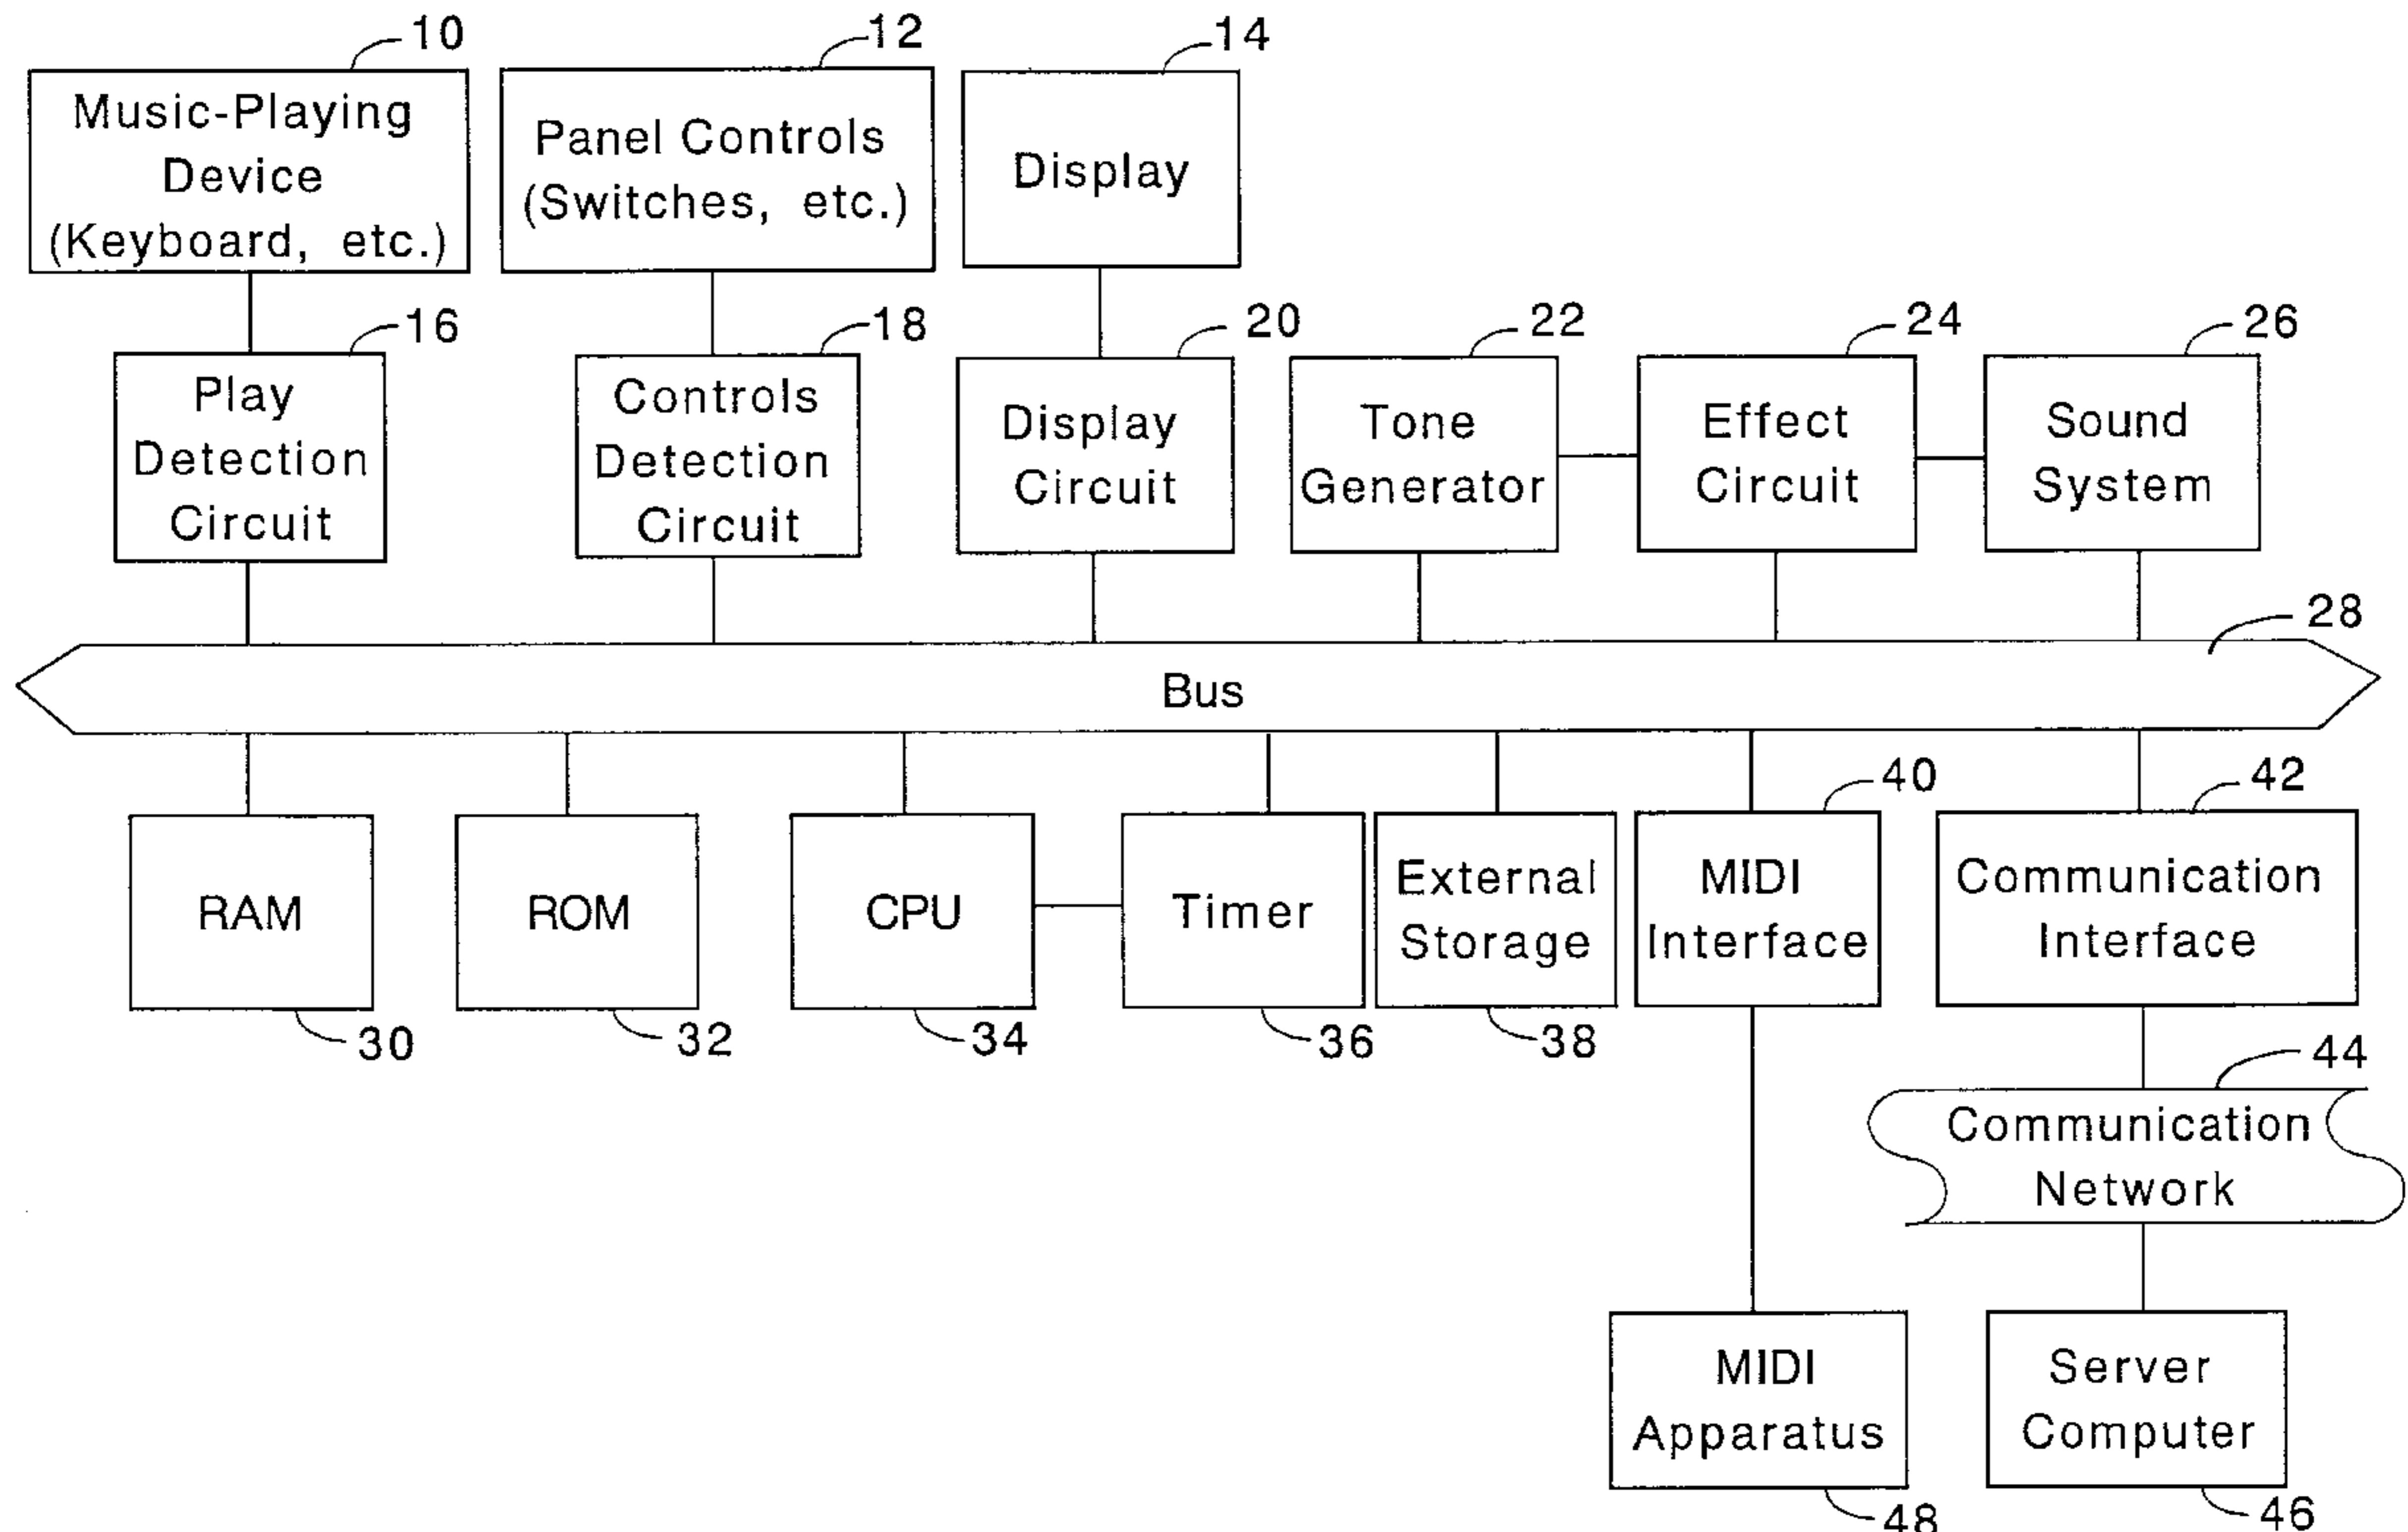 10
12
14
Music-Playing
Device
(Keyboard, etc.)
Panel Controls
(Switches, etc.)
Display
16
18
20
22
24
26
Play
Detection
Circuit
Controls
Detection
Circuit
Display
Circuit
Tone
Generator
Effect
Circuit
Sound
System
28
Bus
40
42
RAM
ROM
CPU
Timer
External
Storage
MIDI
Interface
Communication
Interface
30
32
34
36
38
44
Communication
Network
MIDI
Apparatus
Server
Computer
48
46